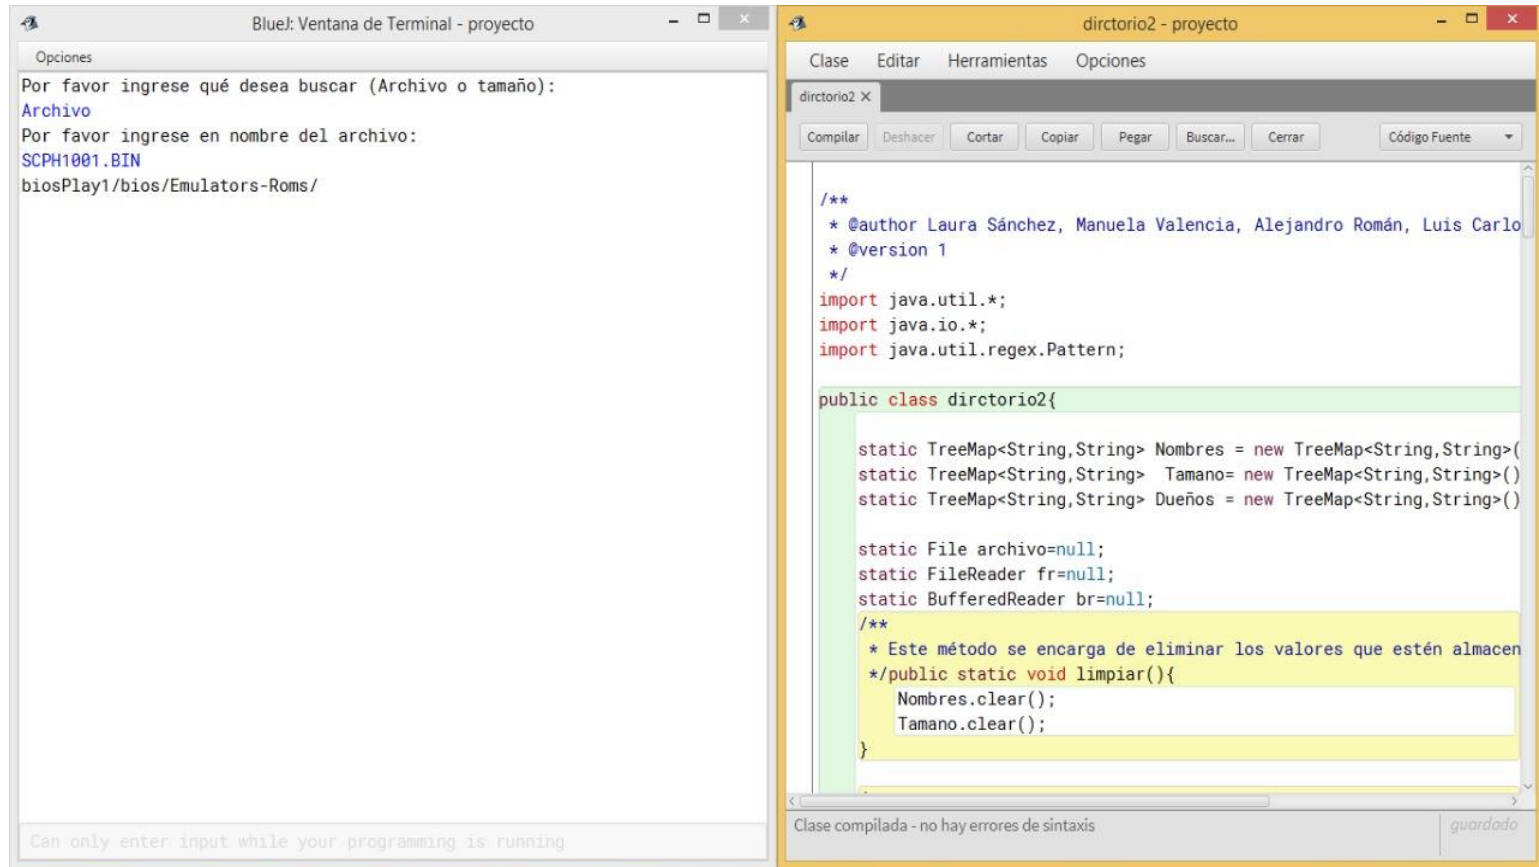 BlueJ: Ventana de Terminal - proyecto
Opciones
Por favor ingrese qué desea buscar (Archivo o tamaño):
Archivo
Por favor ingrese en nombre del archivo:
SCPH1001.BIN
biosPlay1/bios/Emulators-Roms/
Can only enter input while your programming is running
dirctorio2 - proyecto
Clase Editar Herramientas Opciones
dirctorio2 X
Compilar Deshacer Cortar Copiar Pegar Buscar... Cerrar Código Fuente
/**
* @author Laura Sánchez, Manuela Valencia, Alejandro Román, Luis Carlo
* @version 1
*/
import java.util.*;
import java.io.*;
import java.util.regex.Pattern;
public class dirctorio2{
static TreeMap<String,String> Nombres = new TreeMap<String,String>(
static TreeMap<String,String>  Tamano= new TreeMap<String,String>()
static TreeMap<String,String> Dueños = new TreeMap<String,String>()
static File archivo=null;
static FileReader fr=null;
static BufferedReader br=null;
/**
* Este método se encarga de eliminar los valores que estén almacen
*/public static void limpiar(){
Nombres.clear();
Tamano.clear();
}
Clase compilada - no hay errores de sintaxis
guardado